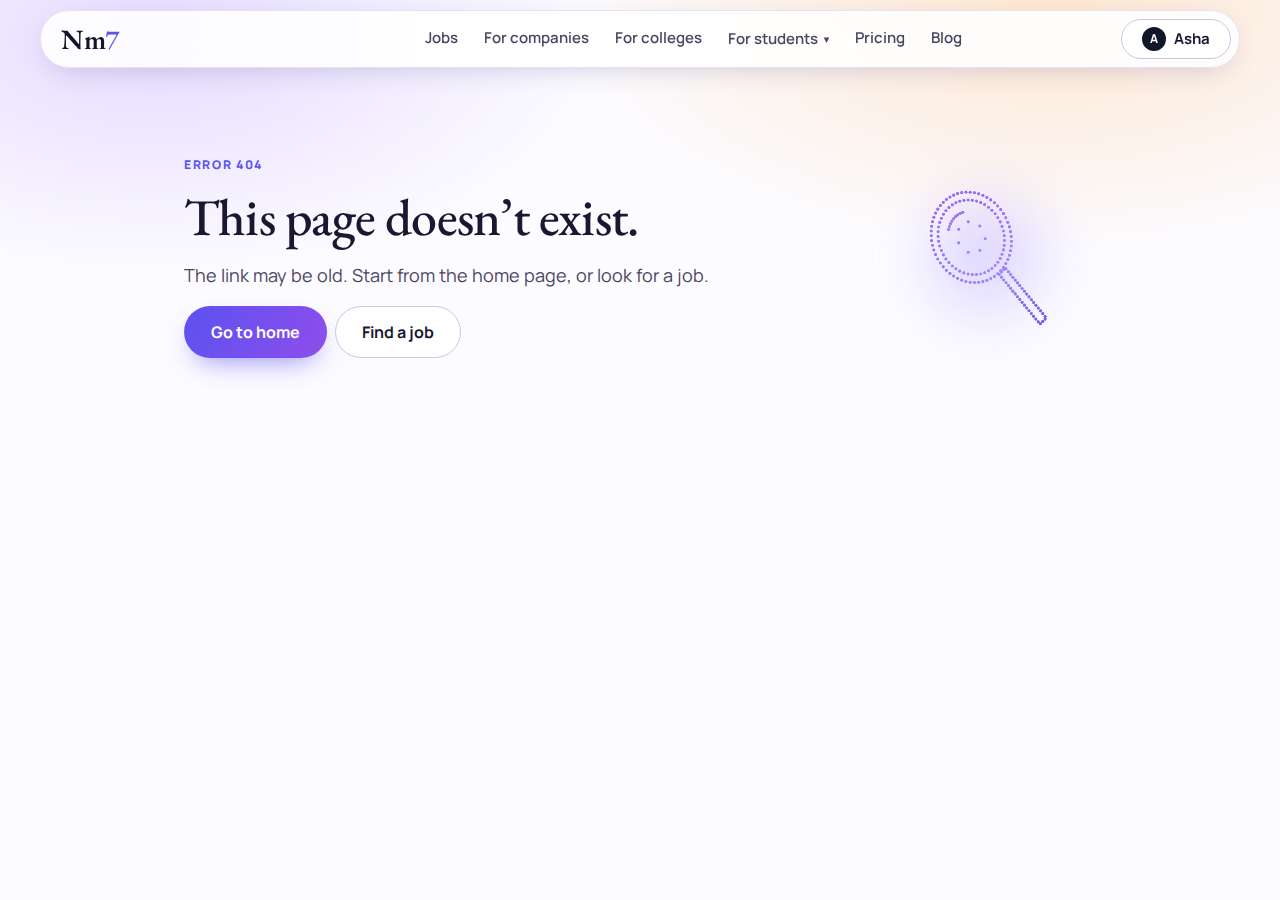 Nm7
Jobs
For companies
For colleges
For students ▾
Pricing
Blog
A Asha
ERROR 404
This page doesn’t exist.
The link may be old. Start from the home page, or look for a job.
Go to home
Find a job